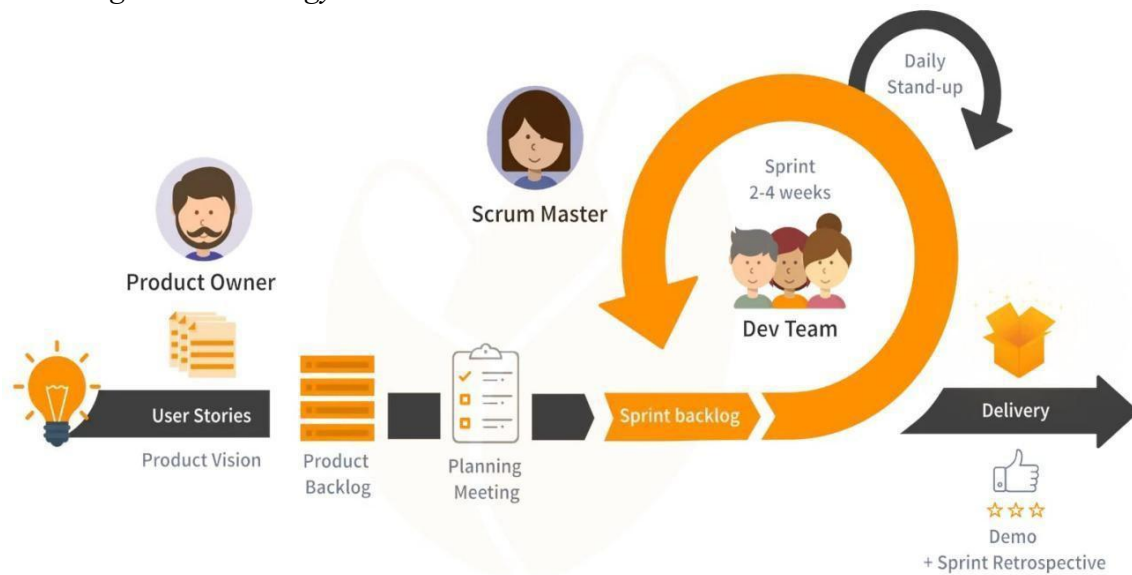 Daily
Stand-up
Sprint
2-4 weeks
Scrum Master
Product Owner
Dev Team
User Stories
Sprint backlog
Delivery
Product Vision
Product
Backlog
Planning
Meeting
Demo
+ Sprint Retrospective